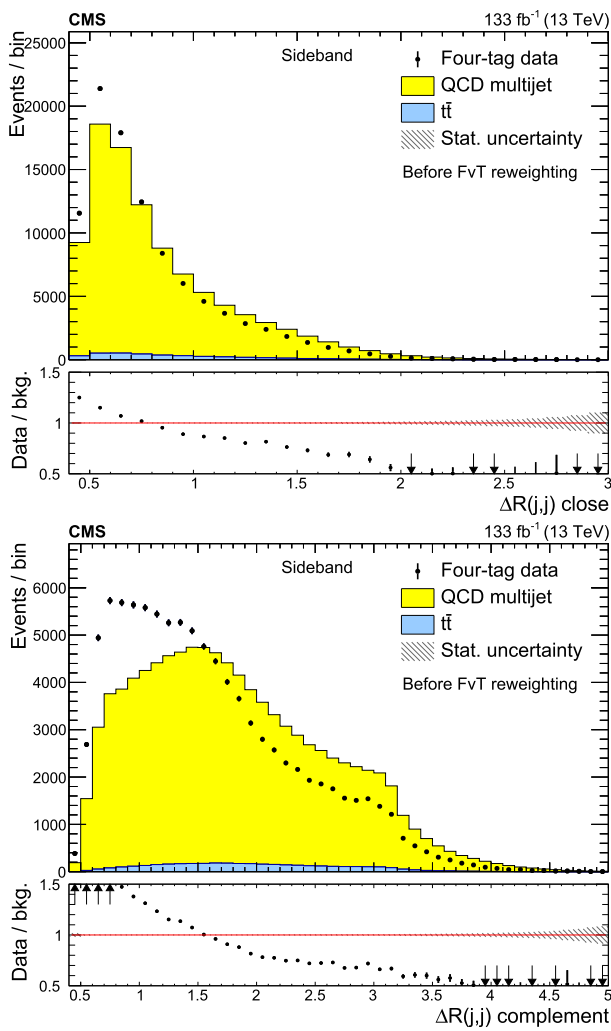 CMS 133 fb⁻¹ (13 TeV)
Events / bin
25000
20000
15000
10000
5000
0
Sideband
Four-tag data
QCD multijet
tt̄
Stat. uncertainty
Before FvT reweighting
Data / bkg.
1.5
1
0.5
0.5 1 1.5 2 2.5 3
ΔR(j,j) close
CMS 133 fb⁻¹ (13 TeV)
Events / bin
6000
5000
4000
3000
2000
1000
0
Sideband
Four-tag data
QCD multijet
tt̄
Stat. uncertainty
Before FvT reweighting
Data / bkg.
1.5
1
0.5
0.5 1 1.5 2 2.5 3 3.5 4 4.5 5
ΔR(j,j) complement